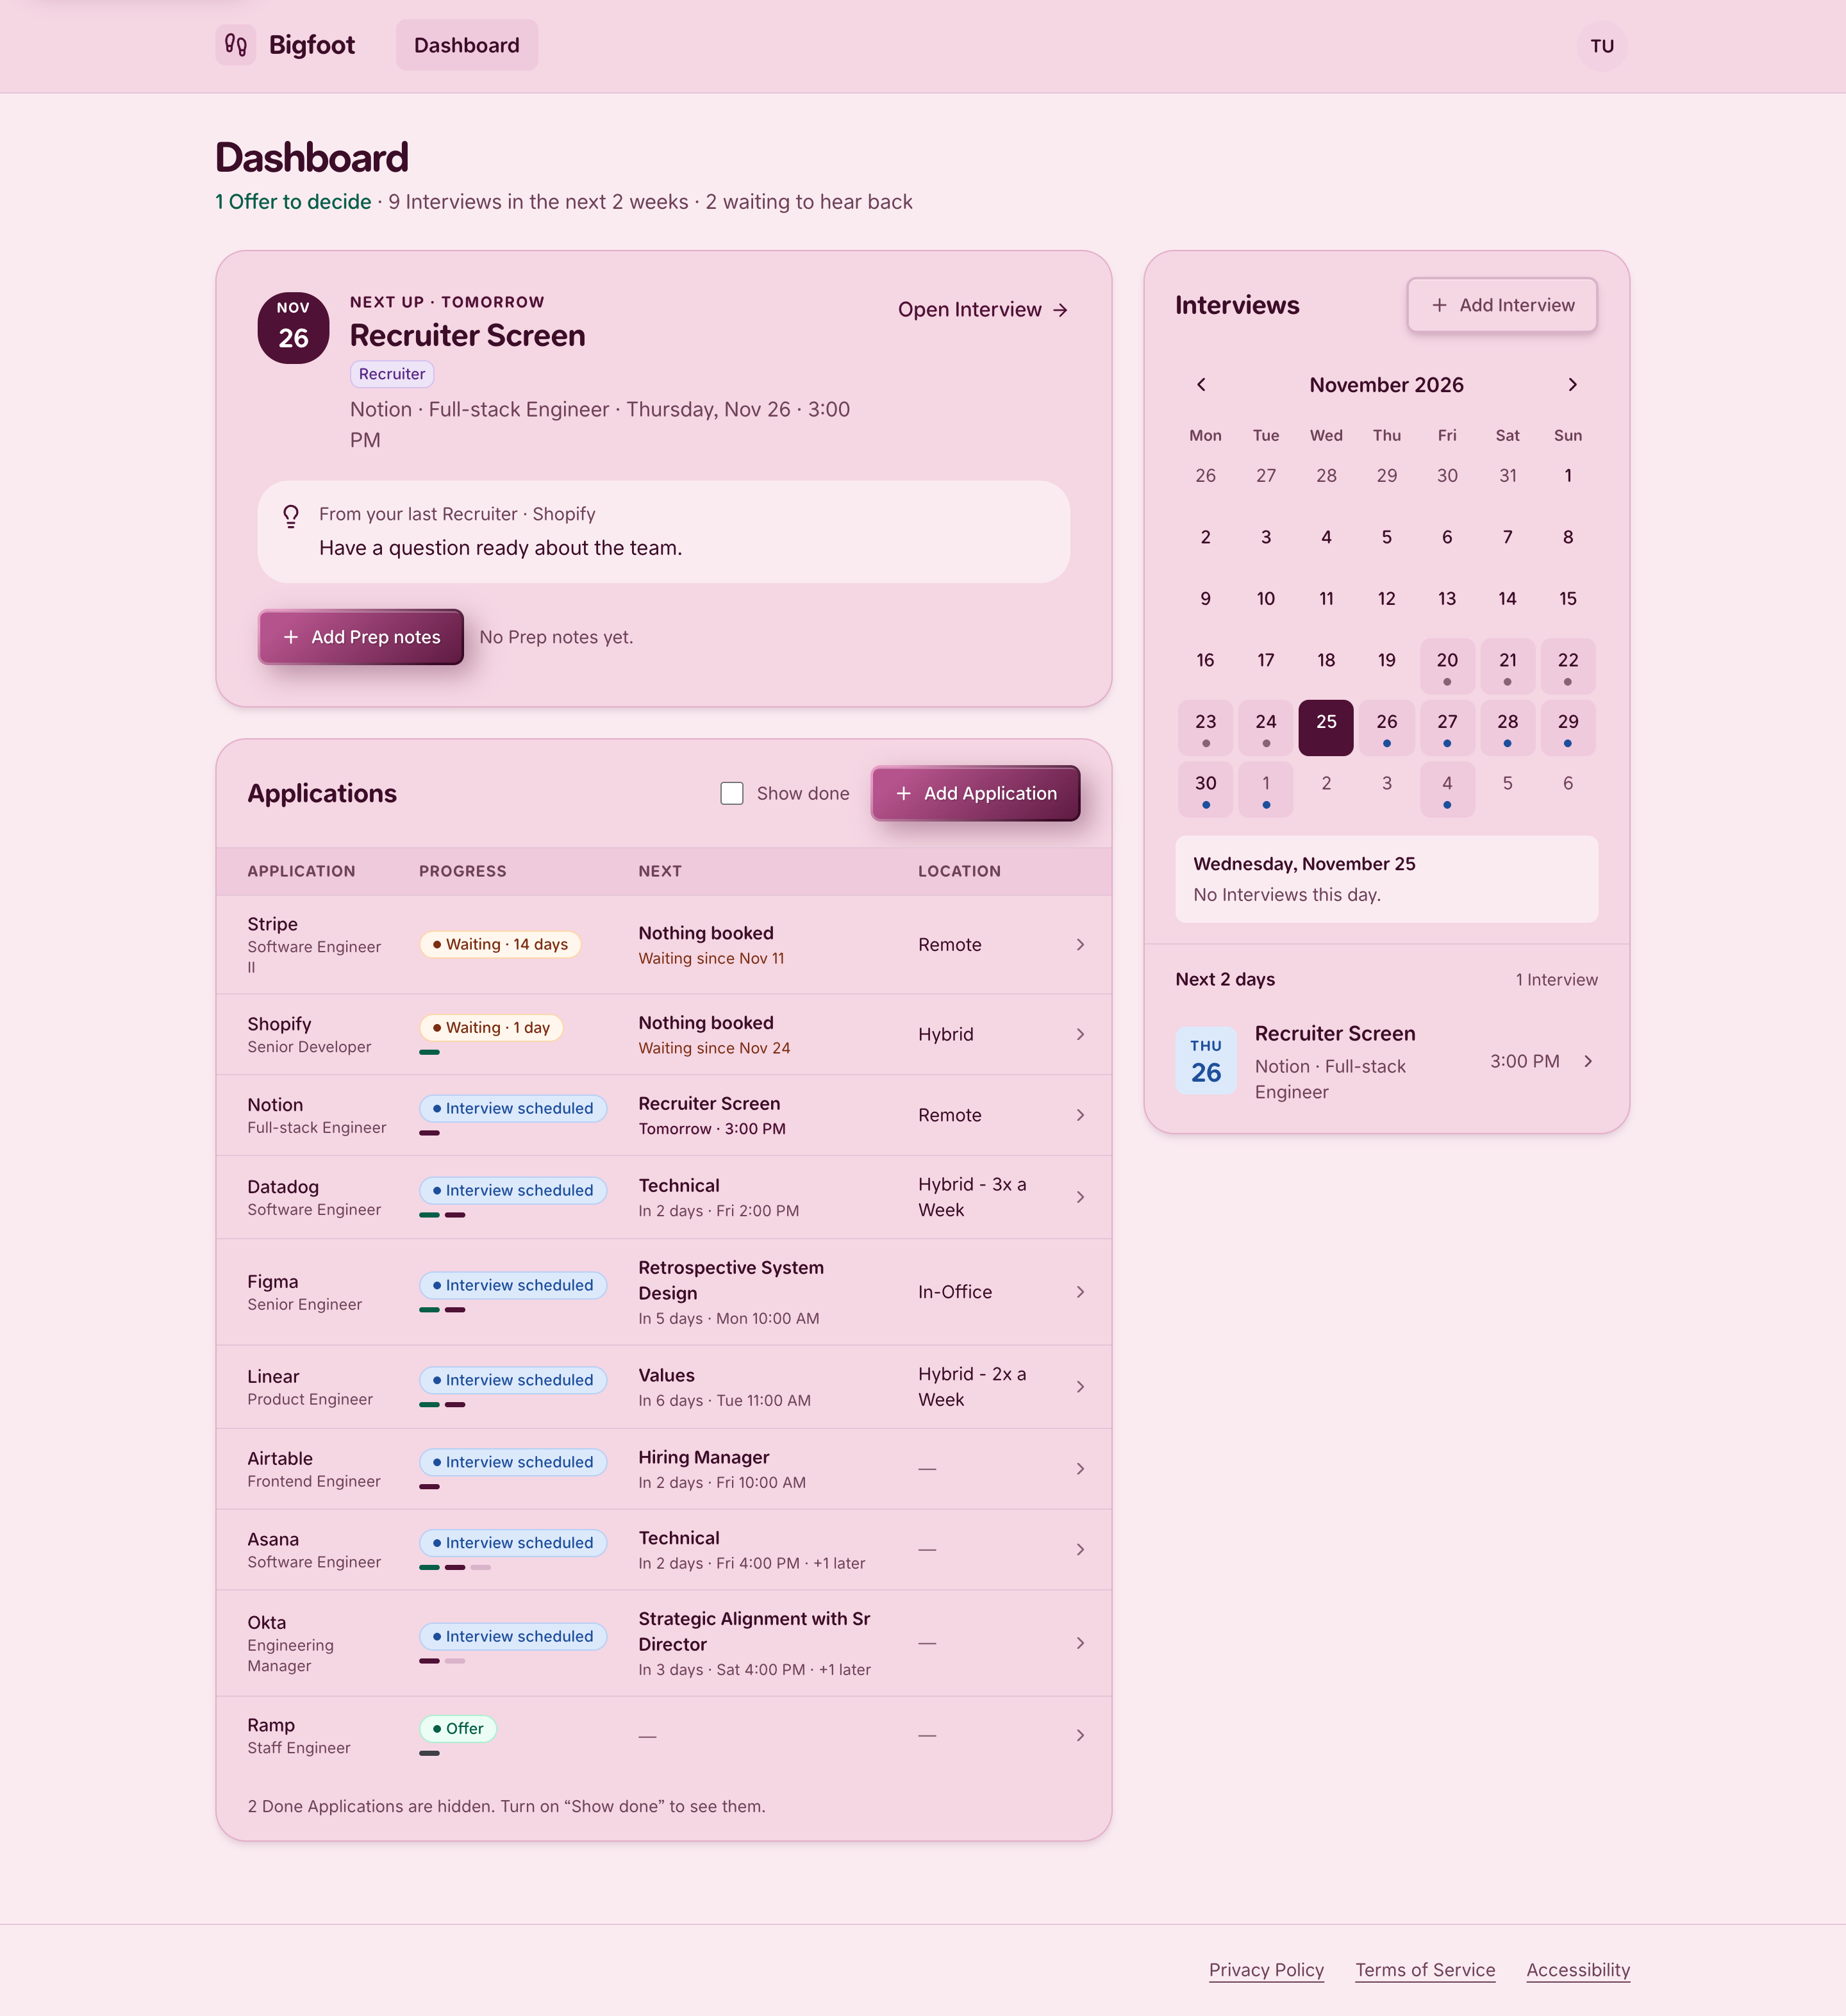 Bigfoot
Dashboard
TU
Dashboard
1 Offer to decide · 9 Interviews in the next 2 weeks · 2 waiting to hear back
NOV
26
NEXT UP · TOMORROW
Recruiter Screen
Recruiter
Notion · Full-stack Engineer · Thursday, Nov 26 · 3:00
PM
Open Interview →
From your last Recruiter · Shopify
Have a question ready about the team.
+ Add Prep notes
No Prep notes yet.
Applications
Show done
+ Add Application
APPLICATION PROGRESS NEXT LOCATION
Stripe
Software Engineer
II
Waiting · 14 days
Nothing booked
Waiting since Nov 11
Remote
Shopify
Senior Developer
Waiting · 1 day
Nothing booked
Waiting since Nov 24
Hybrid
Notion
Full-stack Engineer
Interview scheduled
Recruiter Screen
Tomorrow · 3:00 PM
Remote
Datadog
Software Engineer
Interview scheduled
Technical
In 2 days · Fri 2:00 PM
Hybrid - 3x a
Week
Figma
Senior Engineer
Interview scheduled
Retrospective System
Design
In 5 days · Mon 10:00 AM
In-Office
Linear
Product Engineer
Interview scheduled
Values
In 6 days · Tue 11:00 AM
Hybrid - 2x a
Week
Airtable
Frontend Engineer
Interview scheduled
Hiring Manager
In 2 days · Fri 10:00 AM
—
Asana
Software Engineer
Interview scheduled
Technical
In 2 days · Fri 4:00 PM · +1 later
—
Okta
Engineering
Manager
Interview scheduled
Strategic Alignment with Sr
Director
In 3 days · Sat 4:00 PM · +1 later
—
Ramp
Staff Engineer
Offer
—
—
2 Done Applications are hidden. Turn on “Show done” to see them.
Interviews
+ Add Interview
November 2026
Mon Tue Wed Thu Fri Sat Sun
26 27 28 29 30 31 1
2 3 4 5 6 7 8
9 10 11 12 13 14 15
16 17 18 19 20 21 22
23 24 25 26 27 28 29
30 1 2 3 4 5 6
Wednesday, November 25
No Interviews this day.
Next 2 days
1 Interview
THU
26
Recruiter Screen
Notion · Full-stack
Engineer
3:00 PM
Privacy Policy Terms of Service Accessibility